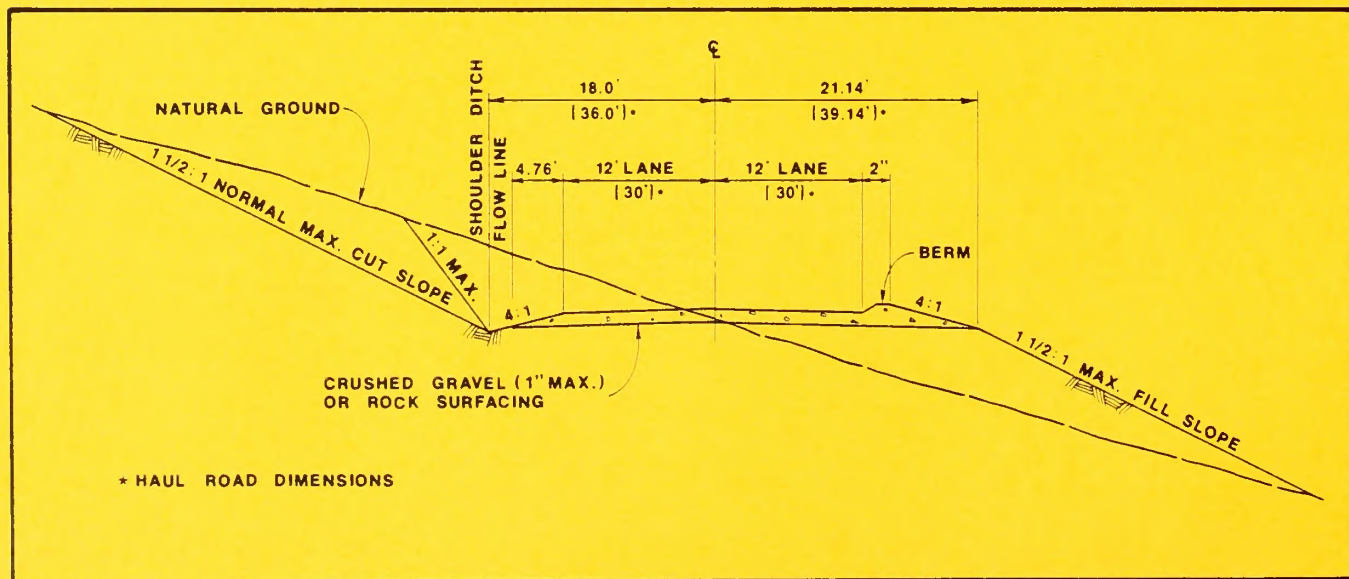 ℄
18.0'
[36.0']*
21.14'
[39.14']*
SHOULDER DITCH
FLOW LINE
NATURAL GROUND
4.76'
12' LANE
[30']*
12' LANE
[30']*
2"
1 1/2:1 NORMAL MAX. CUT SLOPE
1:1 MAX.
4:1
BERM
4:1
1 1/2:1 MAX. FILL SLOPE
CRUSHED GRAVEL (1" MAX.)
OR ROCK SURFACING
* HAUL ROAD DIMENSIONS